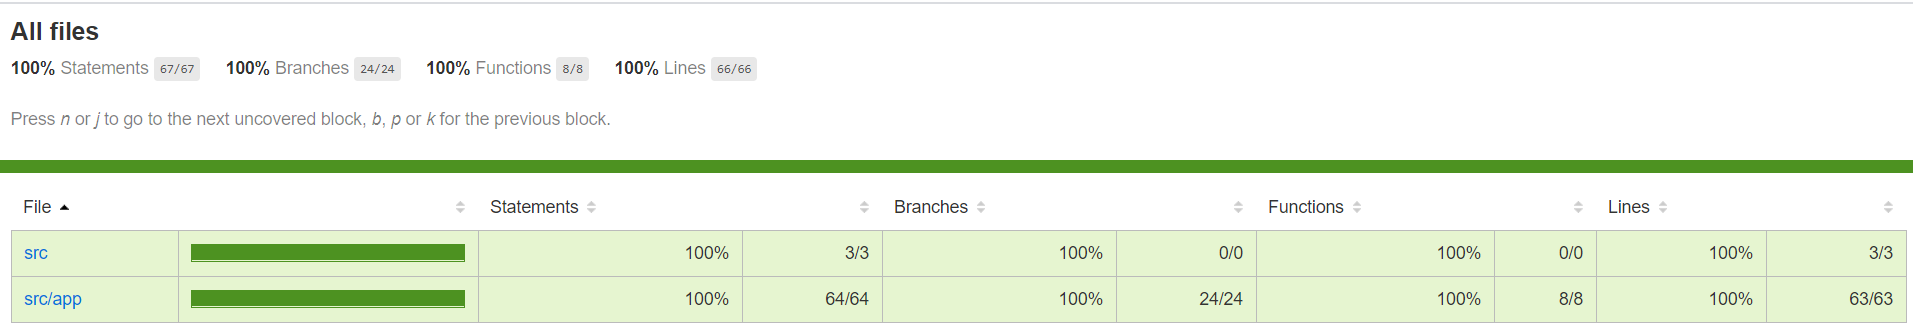 All files
100% Statements 67/67 100% Branches 24/24 100% Functions 8/8 100% Lines 66/66
Press n or j to go to the next uncovered block, b, p or k for the previous block.
File Statements Branches Functions Lines
src 100% 3/3 100% 0/0 100% 0/0 100% 3/3
src/app 100% 64/64 100% 24/24 100% 8/8 100% 63/63